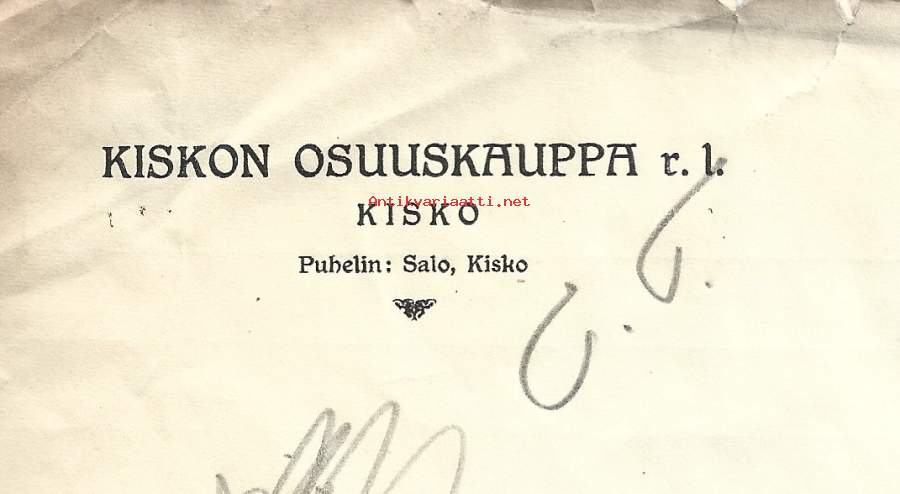 KISKON OSUUSKAUPPA r. l.
Antikvariaatti.net
KISKO
Puhelin: Salo, Kisko